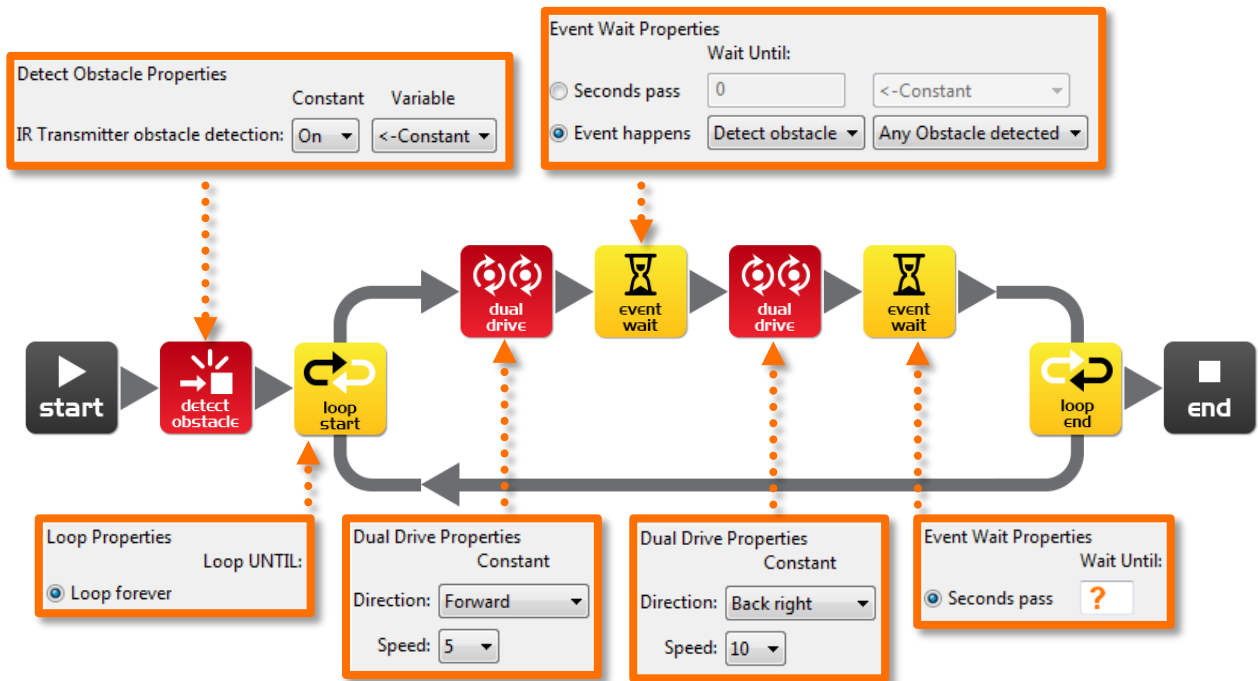 Detect Obstacle Properties
Constant Variable
IR Transmitter obstacle detection: On <-Constant
Event Wait Properties
Wait Until:
Seconds pass 0 <-Constant
Event happens Detect obstacle Any Obstacle detected
start
detect
obstacle
loop
start
dual
drive
event
wait
dual
drive
event
wait
loop
end
end
Loop Properties
Loop UNTIL:
Loop forever
Dual Drive Properties
Constant
Direction: Forward
Speed: 5
Dual Drive Properties
Constant
Direction: Back right
Speed: 10
Event Wait Properties
Wait Until:
Seconds pass ?